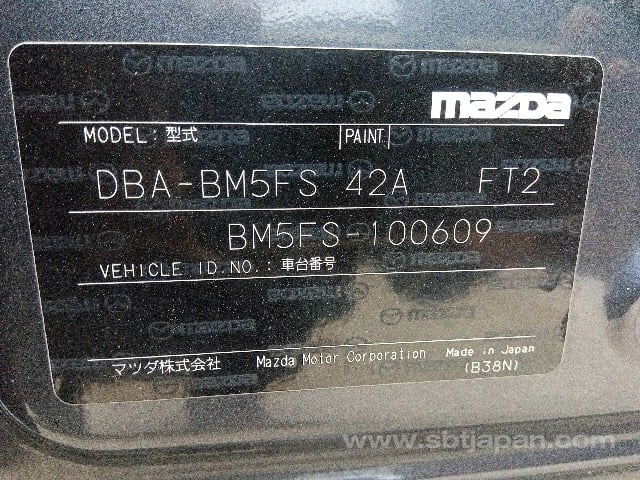 mazda
MODEL: 型式 PAINT
DBA-BM5FS 42A FT2
BM5FS-100609
VEHICLE ID.NO.: 車台番号
マツダ株式会社 Mazda Motor Corporation Made in Japan
(B38N)
www.sbtjapan.com